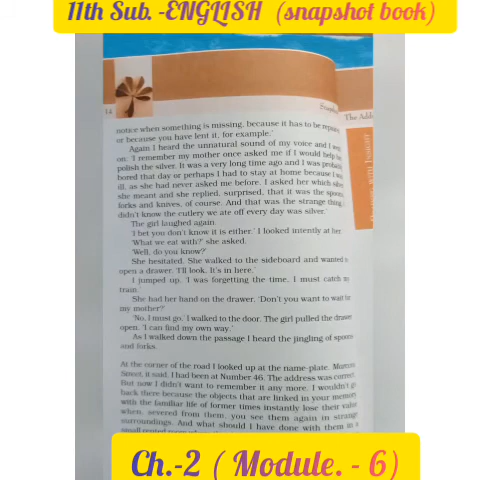 11th Sub. -ENGLISH (snapshot book)
14
The Addr
notice when something is missing, because it has to be
or because you have lent it, for example.'
Again I heard the unnatural sound of my voice and I
on: 'I remember my mother once asked me if I would help
polish the silver. It was a very long time ago and I was
bored that day or perhaps I had to stay at home because I
ill, as she had never asked me before. I asked her which
she meant and she replied, surprised, that it was the
forks and knives, of course. And that was the strange
didn't know the cutlery we ate off every day was silver.'
The girl laughed again.
'I bet you don't know it is either.' I looked intently at her.
'What we eat with?' she asked.
'Well, do you know?'
She hesitated. She walked to the sideboard and wanted
open a drawer. 'I'll look. It's in here.'
I jumped up. 'I was forgetting the time. I must catch
train.'
She had her hand on the drawer. 'Don't you want to wait
my mother?'
'No, I must go.' I walked to the door. The girl pulled the drawer
open. 'I can find my own way.'
As I walked down the passage I heard the jingling of spoons
and forks.
At the corner of the road I looked up at the name-plate.
Street, it said. I had been at Number 46. The address was correct.
But now I didn't want to remember it any more. I wouldn't
back there because the objects that are linked in your memory
with the familiar life of former times instantly lose their value
when, severed from them, you see them again in strange
surroundings. And what should I have done with them in
Ch.-2 ( Module. - 6)